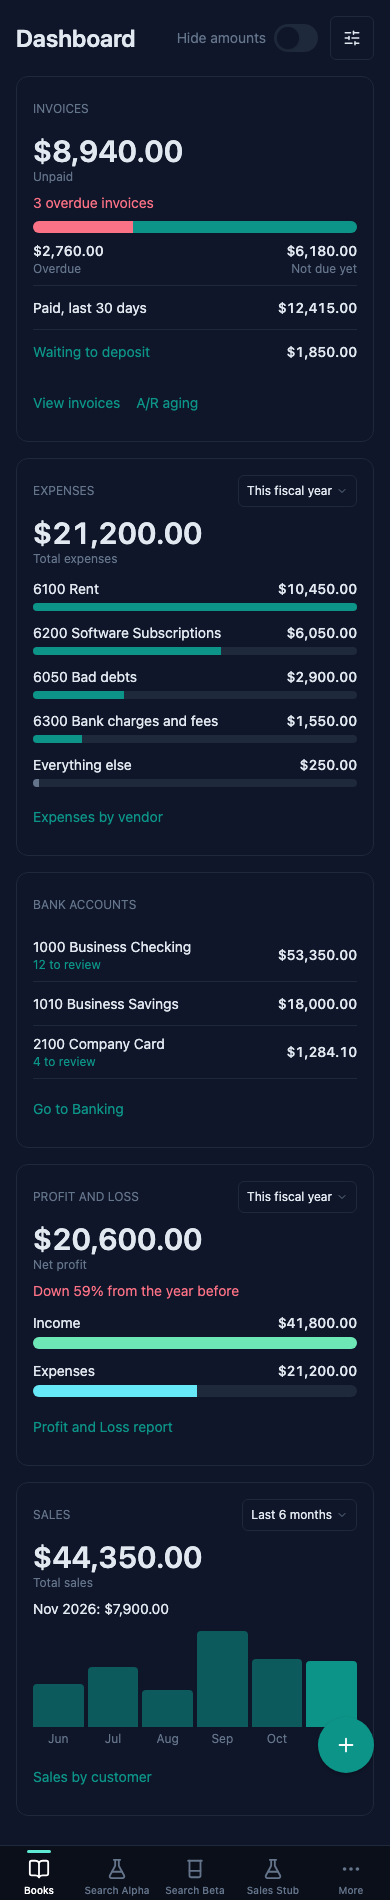 Dashboard
Hide amounts
INVOICES
$8,940.00
Unpaid
3 overdue invoices
$2,760.00 $6,180.00
Overdue Not due yet
Paid, last 30 days $12,415.00
Waiting to deposit $1,850.00
View invoices A/R aging
EXPENSES This fiscal year
$21,200.00
Total expenses
6100 Rent $10,450.00
6200 Software Subscriptions $6,050.00
6050 Bad debts $2,900.00
6300 Bank charges and fees $1,550.00
Everything else $250.00
Expenses by vendor
BANK ACCOUNTS
1000 Business Checking $53,350.00
12 to review
1010 Business Savings $18,000.00
2100 Company Card $1,284.10
4 to review
Go to Banking
PROFIT AND LOSS This fiscal year
$20,600.00
Net profit
Down 59% from the year before
Income $41,800.00
Expenses $21,200.00
Profit and Loss report
SALES Last 6 months
$44,350.00
Total sales
Nov 2026: $7,900.00
Jun Jul Aug Sep Oct
Sales by customer
Books Search Alpha Search Beta Sales Stub More